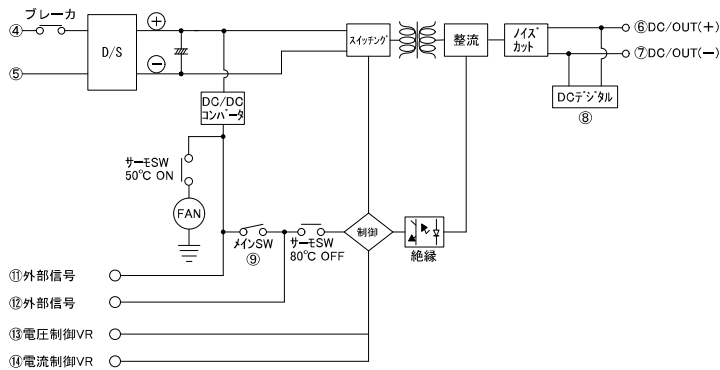 ブレーカ
④
⑤
D/S
+
−
スイッチング
整流
ノイズ
カット
⑥DC/OUT(+)
⑦DC/OUT(−)
DCデジタル
⑧
DC/DC
コンバータ
サーモSW
50℃ ON
FAN
メインSW
⑨
サーモSW
80℃ OFF
制御
絶縁
⑪外部信号
⑫外部信号
⑬電圧制御VR
⑭電流制御VR